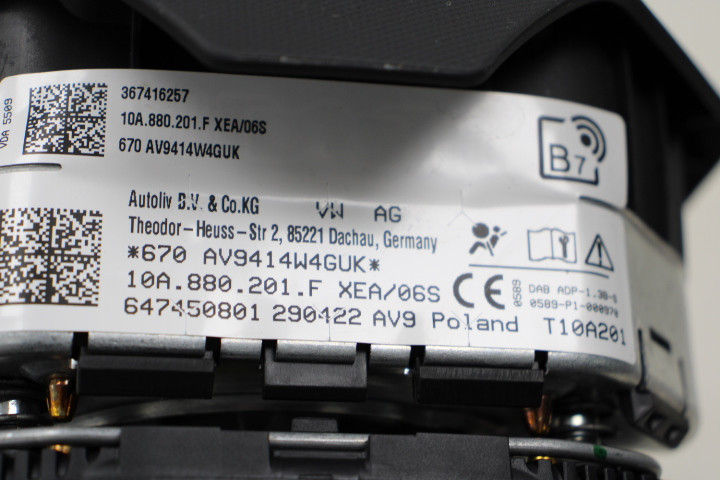 VDA 5509
367416257
10A.880.201.F XEA/06S
670 AV9414W4GUK
B7
Autoliv B.V. & Co.KG VW AG
Theodor-Heuss-Str 2, 85221 Dachau, Germany
*670 AV9414W4GUK*
10A.880.201.F XEA/06S CE 0589
DAB ADP-1.3B-S
0589-P1-000970
647450801 290422 AV9 Poland T10A201